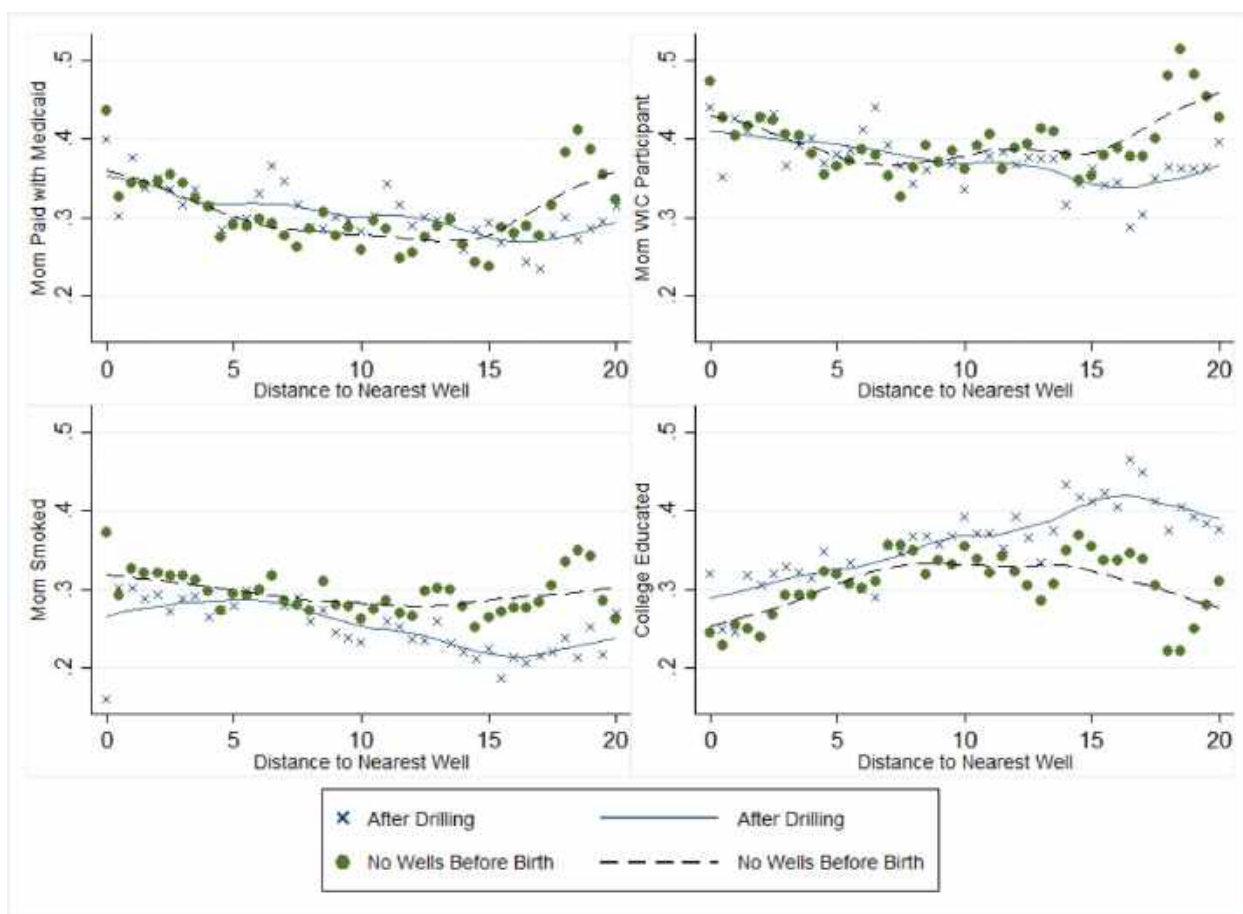 Mom Paid with Medicaid
.5
.4
.3
.2
0 5 10 15 20
Distance to Nearest Well
Mom WIC Participant
.5
.4
.3
.2
0 5 10 15 20
Distance to Nearest Well
Mom Smoked
.5
.4
.3
.2
0 5 10 15 20
Distance to Nearest Well
College Educated
.5
.4
.3
.2
0 5 10 15 20
Distance to Nearest Well
After Drilling After Drilling
No Wells Before Birth No Wells Before Birth